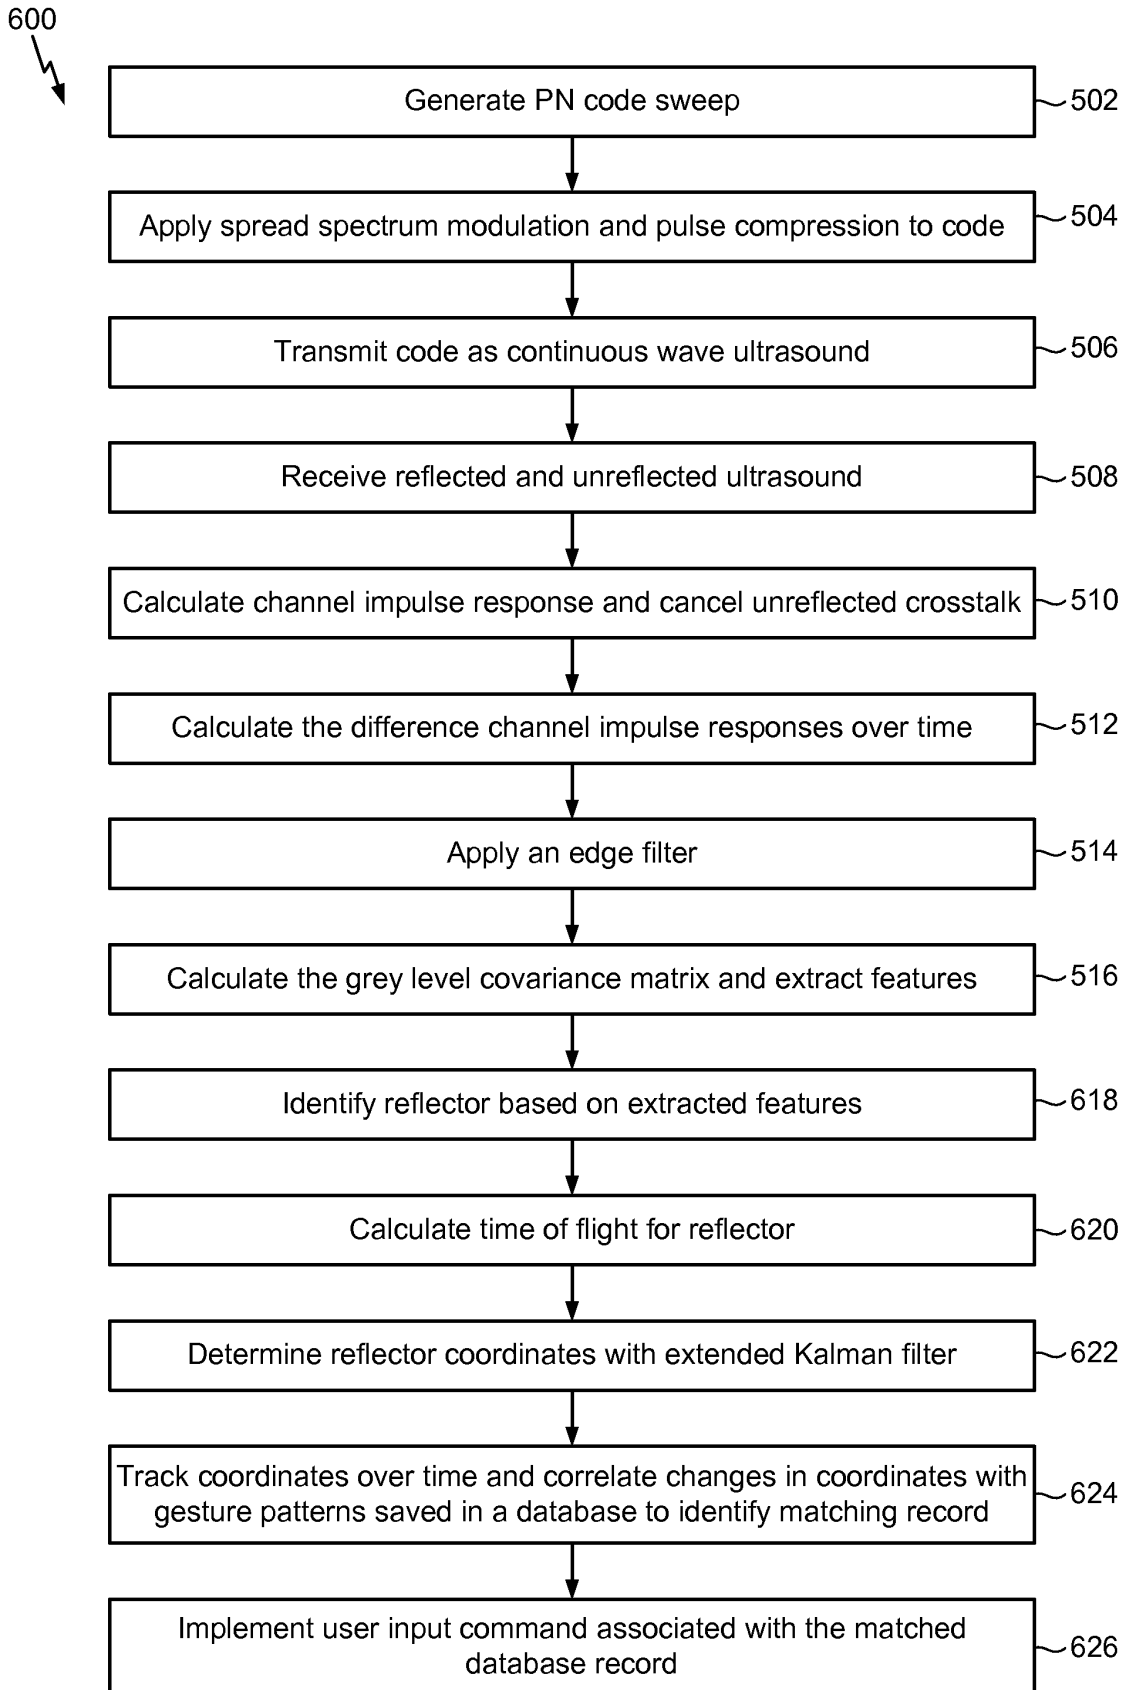 600
Generate PN code sweep
502
Apply spread spectrum modulation and pulse compression to code
504
Transmit code as continuous wave ultrasound
506
Receive reflected and unreflected ultrasound
508
Calculate channel impulse response and cancel unreflected crosstalk
510
Calculate the difference channel impulse responses over time
512
Apply an edge filter
514
Calculate the grey level covariance matrix and extract features
516
Identify reflector based on extracted features
618
Calculate time of flight for reflector
620
Determine reflector coordinates with extended Kalman filter
622
Track coordinates over time and correlate changes in coordinates with
gesture patterns saved in a database to identify matching record
624
Implement user input command associated with the matched
database record
626